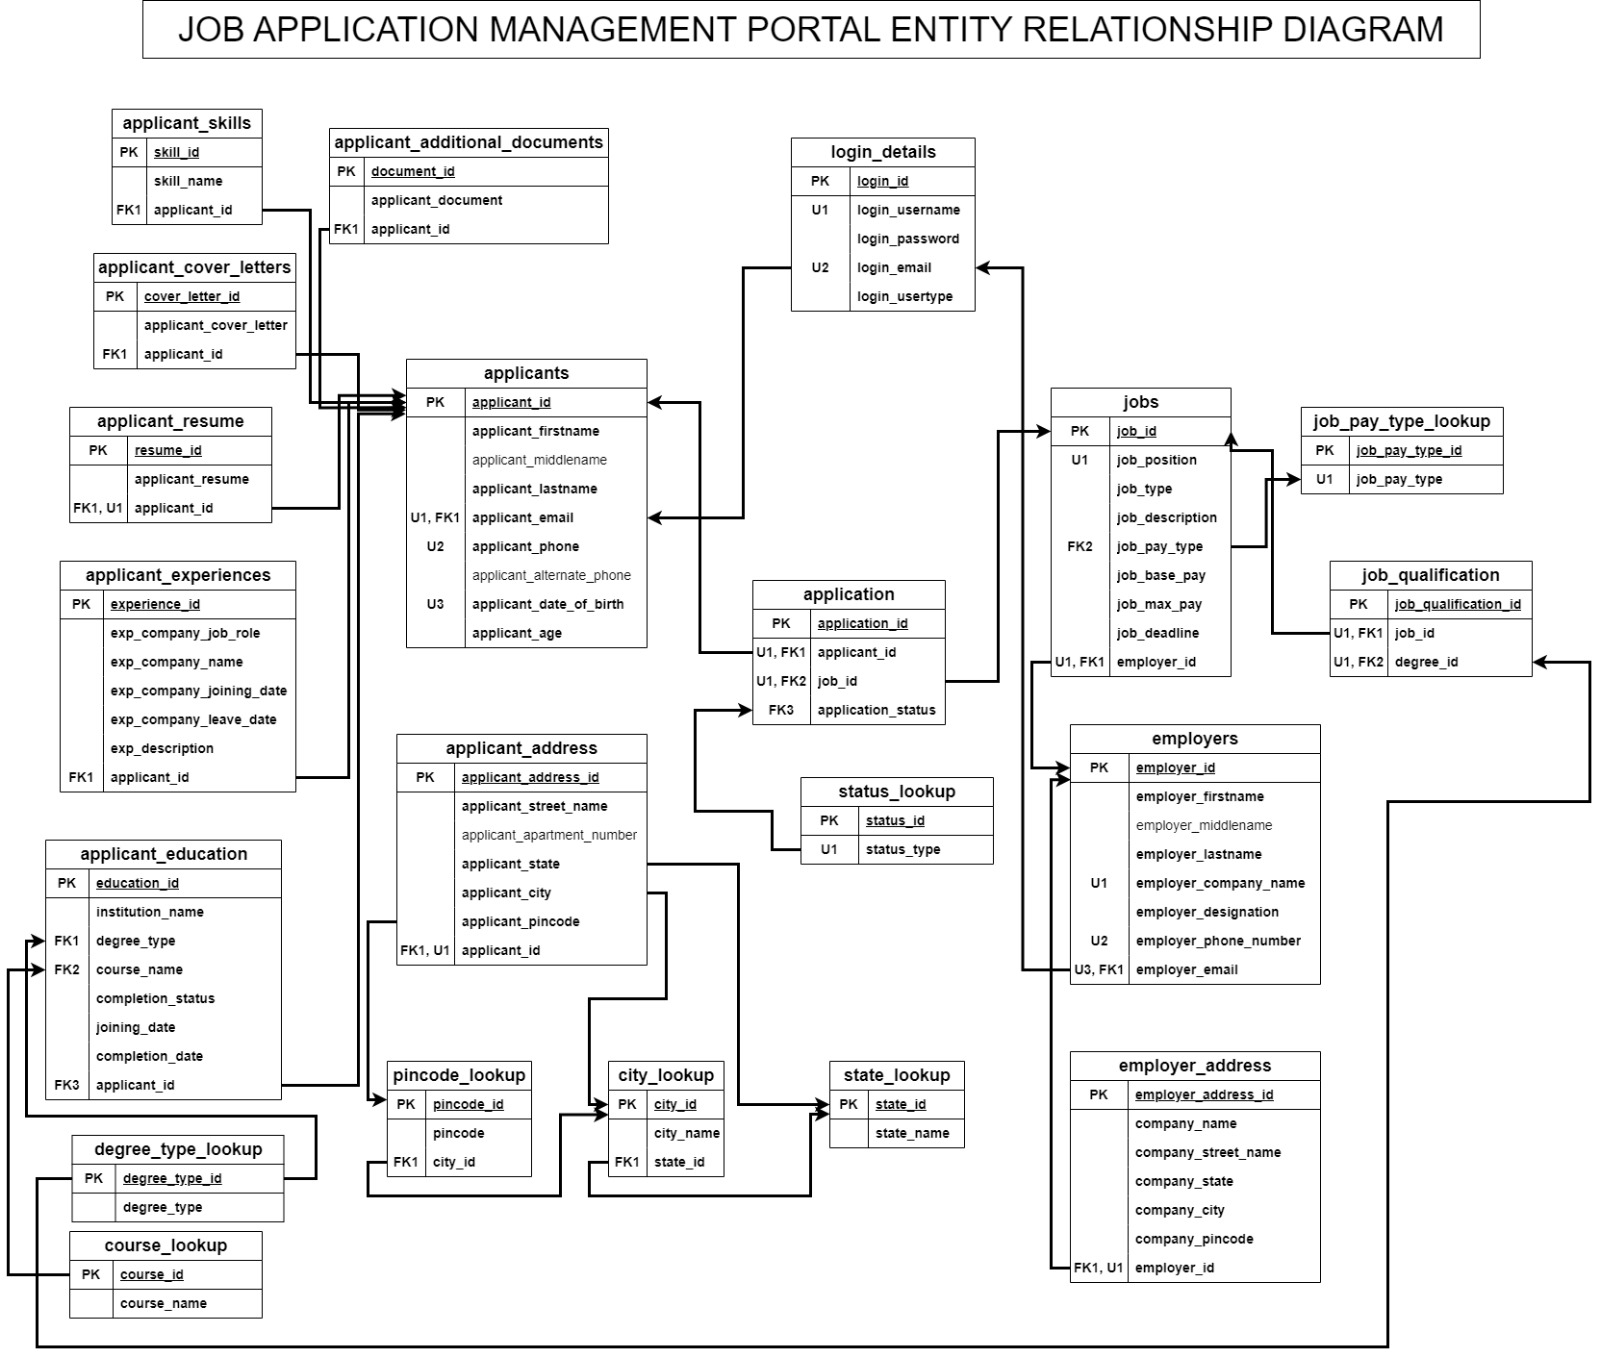 JOB APPLICATION MANAGEMENT PORTAL ENTITY RELATIONSHIP DIAGRAM
applicant_skills
PK skill_id
skill_name
FK1 applicant_id
applicant_additional_documents
PK document_id
applicant_document
FK1 applicant_id
login_details
PK login_id
U1 login_username
login_password
U2 login_email
login_usertype
applicant_cover_letters
PK cover_letter_id
applicant_cover_letter
FK1 applicant_id
applicants
PK applicant_id
applicant_firstname
applicant_middlename
applicant_lastname
U1, FK1 applicant_email
U2 applicant_phone
applicant_alternate_phone
U3 applicant_date_of_birth
applicant_age
jobs
PK job_id
U1 job_position
job_type
job_description
FK2 job_pay_type
job_base_pay
job_max_pay
job_deadline
U1, FK1 employer_id
job_pay_type_lookup
PK job_pay_type_id
U1 job_pay_type
applicant_resume
PK resume_id
applicant_resume
FK1, U1 applicant_id
applicant_experiences
PK experience_id
exp_company_job_role
exp_company_name
exp_company_joining_date
exp_company_leave_date
exp_description
FK1 applicant_id
application
PK application_id
U1, FK1 applicant_id
U1, FK2 job_id
FK3 application_status
job_qualification
PK job_qualification_id
U1, FK1 job_id
U1, FK2 degree_id
applicant_address
PK applicant_address_id
applicant_street_name
applicant_apartment_number
applicant_state
applicant_city
applicant_pincode
FK1, U1 applicant_id
status_lookup
PK status_id
U1 status_type
employers
PK employer_id
employer_firstname
employer_middlename
employer_lastname
U1 employer_company_name
employer_designation
U2 employer_phone_number
U3, FK1 employer_email
applicant_education
PK education_id
institution_name
FK1 degree_type
FK2 course_name
completion_status
joining_date
completion_date
FK3 applicant_id
pincode_lookup
PK pincode_id
pincode
FK1 city_id
city_lookup
PK city_id
city_name
FK1 state_id
state_lookup
PK state_id
state_name
employer_address
PK employer_address_id
company_name
company_street_name
company_state
company_city
company_pincode
FK1, U1 employer_id
degree_type_lookup
PK degree_type_id
degree_type
course_lookup
PK course_id
course_name